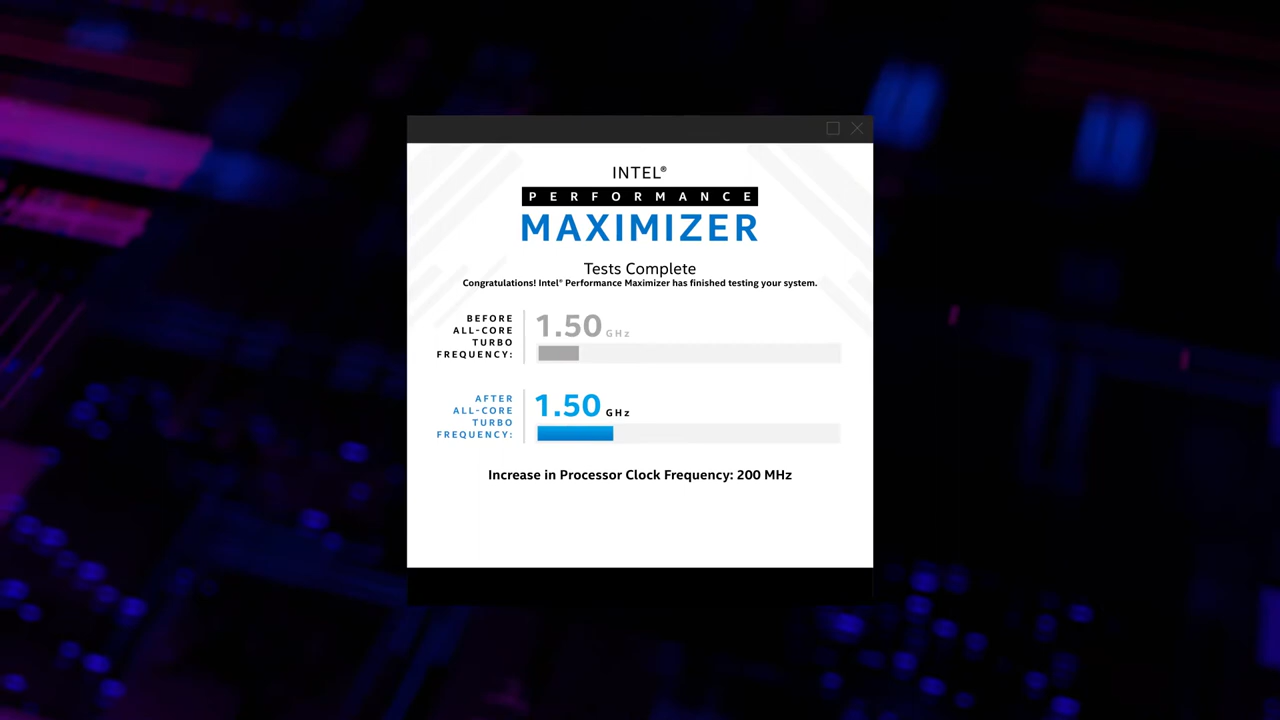 INTEL®
PERFORMANCE
MAXIMIZER
Tests Complete
Congratulations! Intel® Performance Maximizer has finished testing your system.
BEFORE
ALL-CORE
TURBO
FREQUENCY:
1.50 GHz
AFTER
ALL-CORE
TURBO
FREQUENCY:
1.50 GHz
Increase in Processor Clock Frequency: 200 MHz